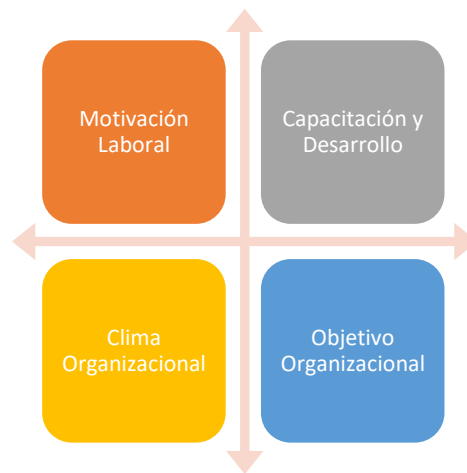 Motivación
Laboral
Capacitación y
Desarrollo
Clima
Organizacional
Objetivo
Organizacional